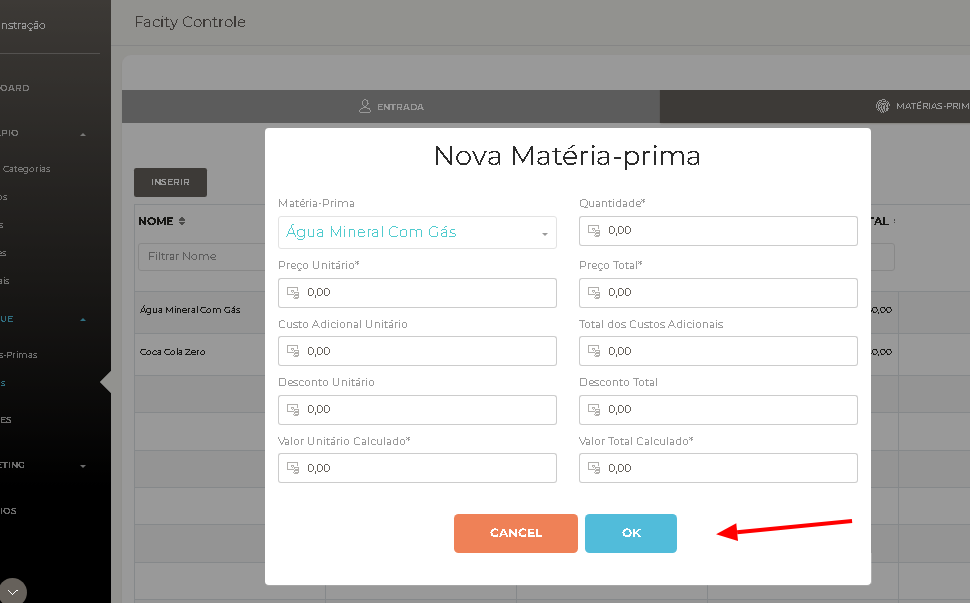 nstração
Facity Controle
OARD
ENTRADA
MATÉRIAS-PRIM
PIO
Categorias
os
s
es
ais
UE
s-Primas
s
ES
ETING
IOS
INSERIR
NOME
TAL
Filtrar Nome
Água Mineral Com Gás
0,00
Coca Cola Zero
0,00
Nova Matéria-prima
Matéria-Prima
Quantidade*
Água Mineral Com Gás
0,00
Preço Unitário*
Preço Total*
0,00
0,00
Custo Adicional Unitário
Total dos Custos Adicionais
0,00
0,00
Desconto Unitário
Desconto Total
0,00
0,00
Valor Unitário Calculado*
Valor Total Calculado*
0,00
0,00
CANCEL
OK